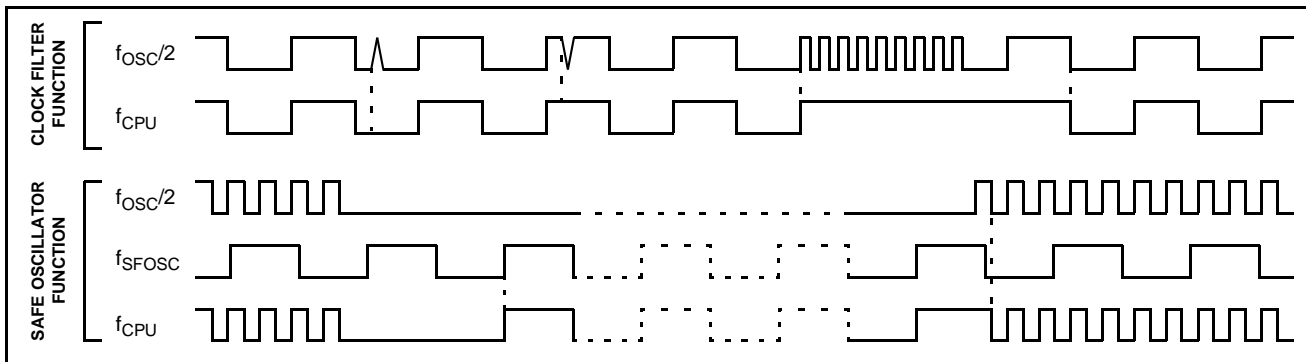 CLOCK FILTER
FUNCTION
fOSC/2
fCPU
SAFE OSCILLATOR
FUNCTION
fOSC/2
fSFOSC
fCPU